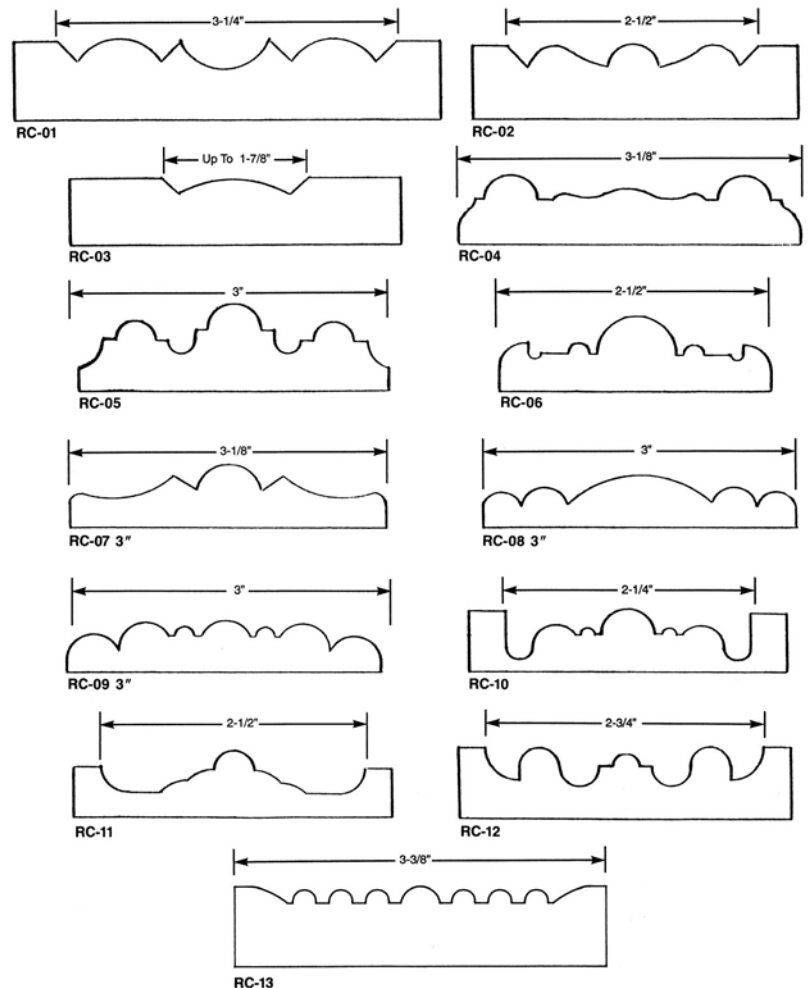 3-1/4"
2-1/2"
RC-01
RC-02
Up To 1-7/8"
3-1/8"
RC-03
RC-04
3"
2-1/2"
RC-05
RC-06
3-1/8"
3"
RC-07 3"
RC-08 3"
3"
2-1/4"
RC-09 3"
RC-10
2-1/2"
2-3/4"
RC-11
RC-12
3-3/8"
RC-13